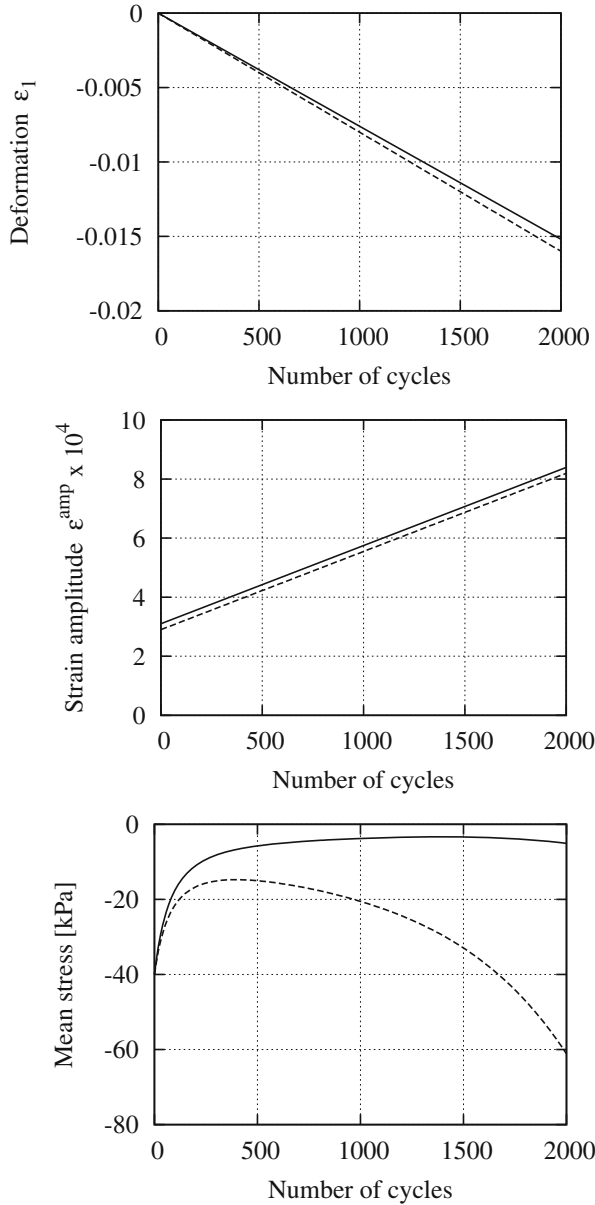 Deformation ε1
0
-0.005
-0.01
-0.015
-0.02
0 500 1000 1500 2000
Number of cycles
Strain amplitude ε^amp x 10^4
10
8
6
4
2
0
0 500 1000 1500 2000
Number of cycles
Mean stress [kPa]
0
-20
-40
-60
-80
0 500 1000 1500 2000
Number of cycles